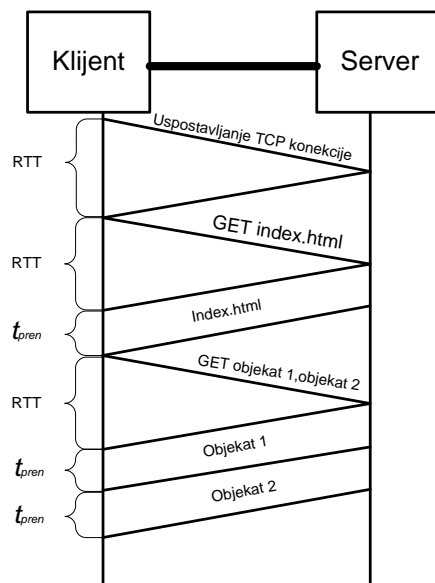 Klijent
Server
Uspostavljanje TCP konekcije
RTT
GET index.html
RTT
Index.html
tpren
GET objekat 1,objekat 2
RTT
Objekat 1
tpren
Objekat 2
tpren